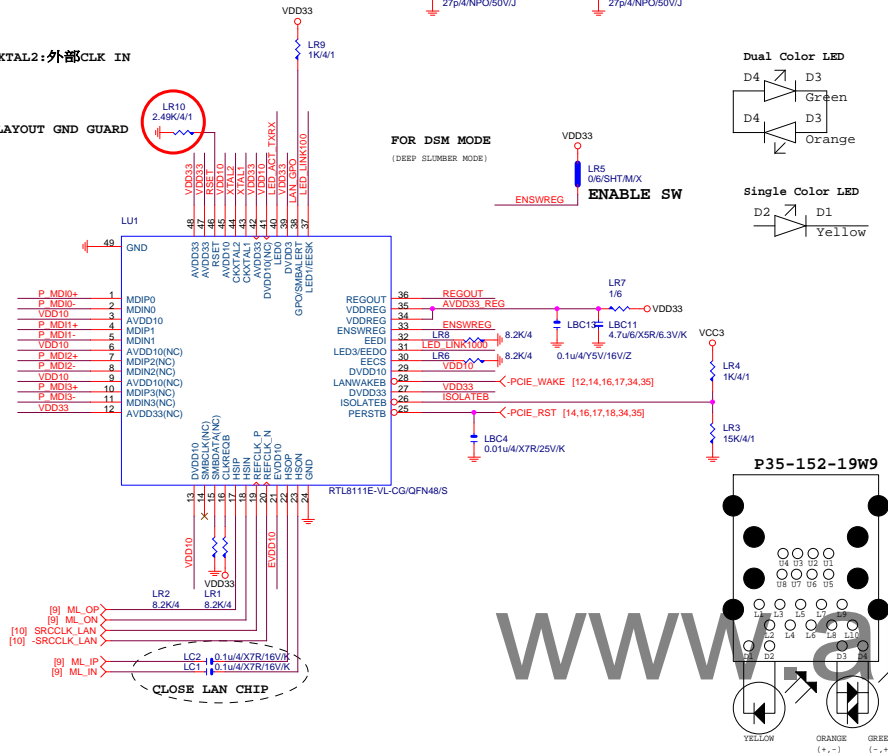 27p/4/NPO/50V/J
27p/4/NPO/50V/J
VDD33
LR9
1K/4/1
XTAL2:外部CLK IN
LR10
2.49K/4/1
LAYOUT GND GUARD
FOR DSM MODE
(DEEP SLUMBER MODE)
VDD33
LR5
0/6/SHT/M/X
ENSWREG
ENABLE SW
Dual Color LED
D4 D3
Green
D4 D3
Orange
Single Color LED
D2 D1
Yellow
VDD33
VDD33
RSET
VDD10
XTAL2
XTAL1
VDD33
VDD10
LED_ACT_TXRX
VDD33
LAN_GPO
LED_LINK100
LU1
48 47 46 45 44 43 42 41 40 39 38 37
AVDD33
AVDD33
RSET
AVDD10
CKXTAL2
CKXTAL1
AVDD33
DVDD10(NC)
LED0
DVDD3
GPO/SMBALERT
LED1/EESK
49 GND
P_MDI0+ 1 MDIP0
P_MDI0- 2 MDIN0
VDD10 3 AVDD10
P_MDI1+ 4 MDIP1
P_MDI1- 5 MDIN1
VDD10 6 AVDD10(NC)
P_MDI2+ 7 MDIP2(NC)
P_MDI2- 8 MDIN2(NC)
VDD10 9 AVDD10(NC)
P_MDI3+ 10 MDIP3(NC)
P_MDI3- 11 MDIN3(NC)
VDD33 12 AVDD33(NC)
REGOUT 36 REGOUT
VDDREG 35 AVDD33_REG
VDDREG 34
ENSWREG 33 ENSWREG
EEDI 32 LR8 8.2K/4
LED3/EEDO 31 LED_LINK1000
EECS 30 LR6 8.2K/4
DVDD10 29 VDD10
LANWAKEB 28 -PCIE_WAKE [12,14,16,17,34,35]
DVDD33 27 VDD33
ISOLATEB 26 ISOLATEB
PERSTB 25 -PCIE_RST [14,16,17,18,34,35]
LR7
1/6
VDD33
LBC13
0.1u/4/Y5V/16V/Z
LBC11
4.7u/6/X5R/6.3V/K
VCC3
LR4
1K/4/1
LR3
15K/4/1
LBC4
0.01u/4/X7R/25V/K
DVDD10
SMBCLK(NC)
SMBDATA(NC)
CLKREQB
HSIP
HSIN
REFCLK_P
REFCLK_N
EVDD10
HSOP
HSON
GND
RTL8111E-VL-CG/QFN48/S
13 14 15 16 17 18 19 20 21 22 23 24
VDD10
EVDD10
VDD33
LR2
8.2K/4
LR1
8.2K/4
[9] ML_OP
[9] ML_ON
[10] SRCCLK_LAN
[10] -SRCCLK_LAN
[9] ML_IP LC2 0.1u/4/X7R/16V/K
[9] ML_IN LC1 0.1u/4/X7R/16V/K
CLOSE LAN CHIP
P35-152-19W9
U4 U3 U2 U1
U8 U7 U6 U5
L1 L3 L5 L7 L9
L2 L4 L6 L8 L10
D1 D2 D3 D4
www.a
YELLOW
ORANGE
(+,-)
GREE
(-,+